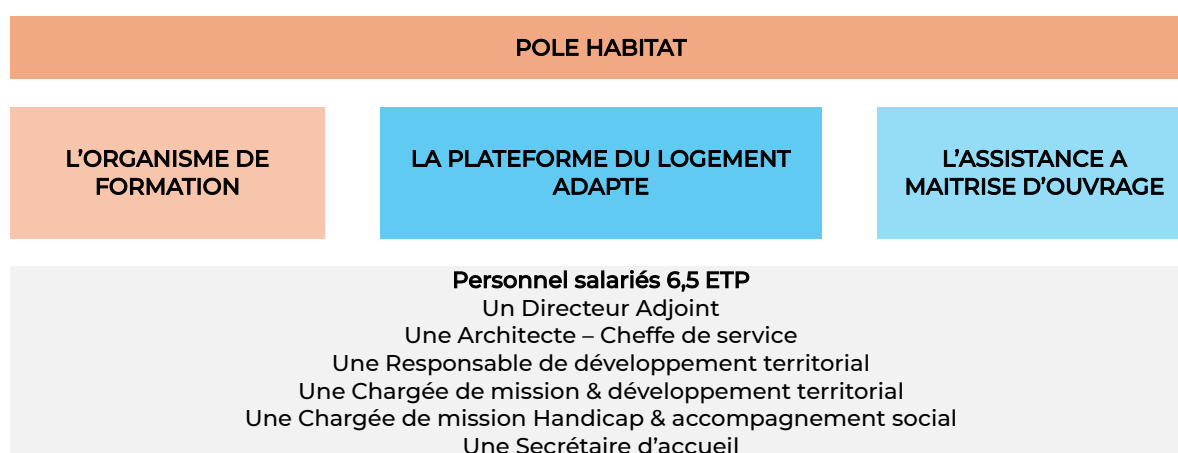 POLE HABITAT
L'ORGANISME DE
FORMATION
LA PLATEFORME DU LOGEMENT
ADAPTE
L'ASSISTANCE A
MAITRISE D'OUVRAGE
Personnel salariés 6,5 ETP
Un Directeur Adjoint
Une Architecte – Cheffe de service
Une Responsable de développement territorial
Une Chargée de mission & développement territorial
Une Chargée de mission Handicap & accompagnement social
Une Secrétaire d'accueil